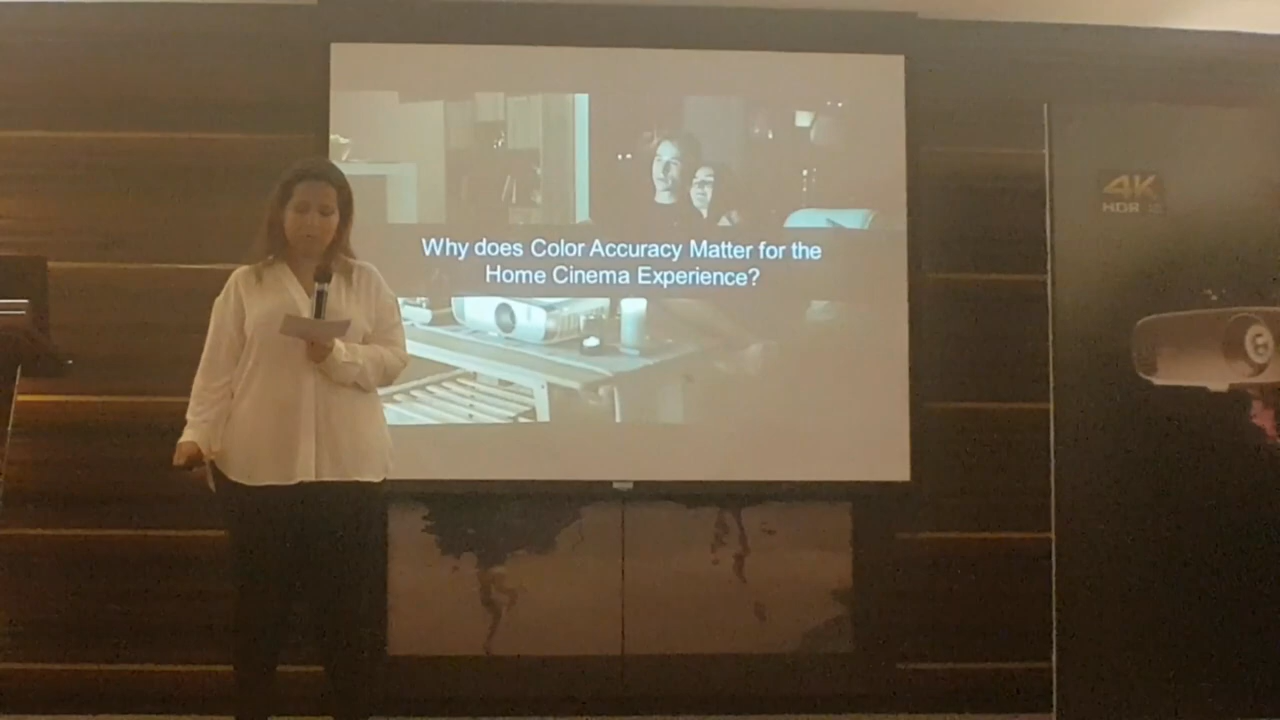 Why does Color Accuracy Matter for the
Home Cinema Experience?
4K
HDR